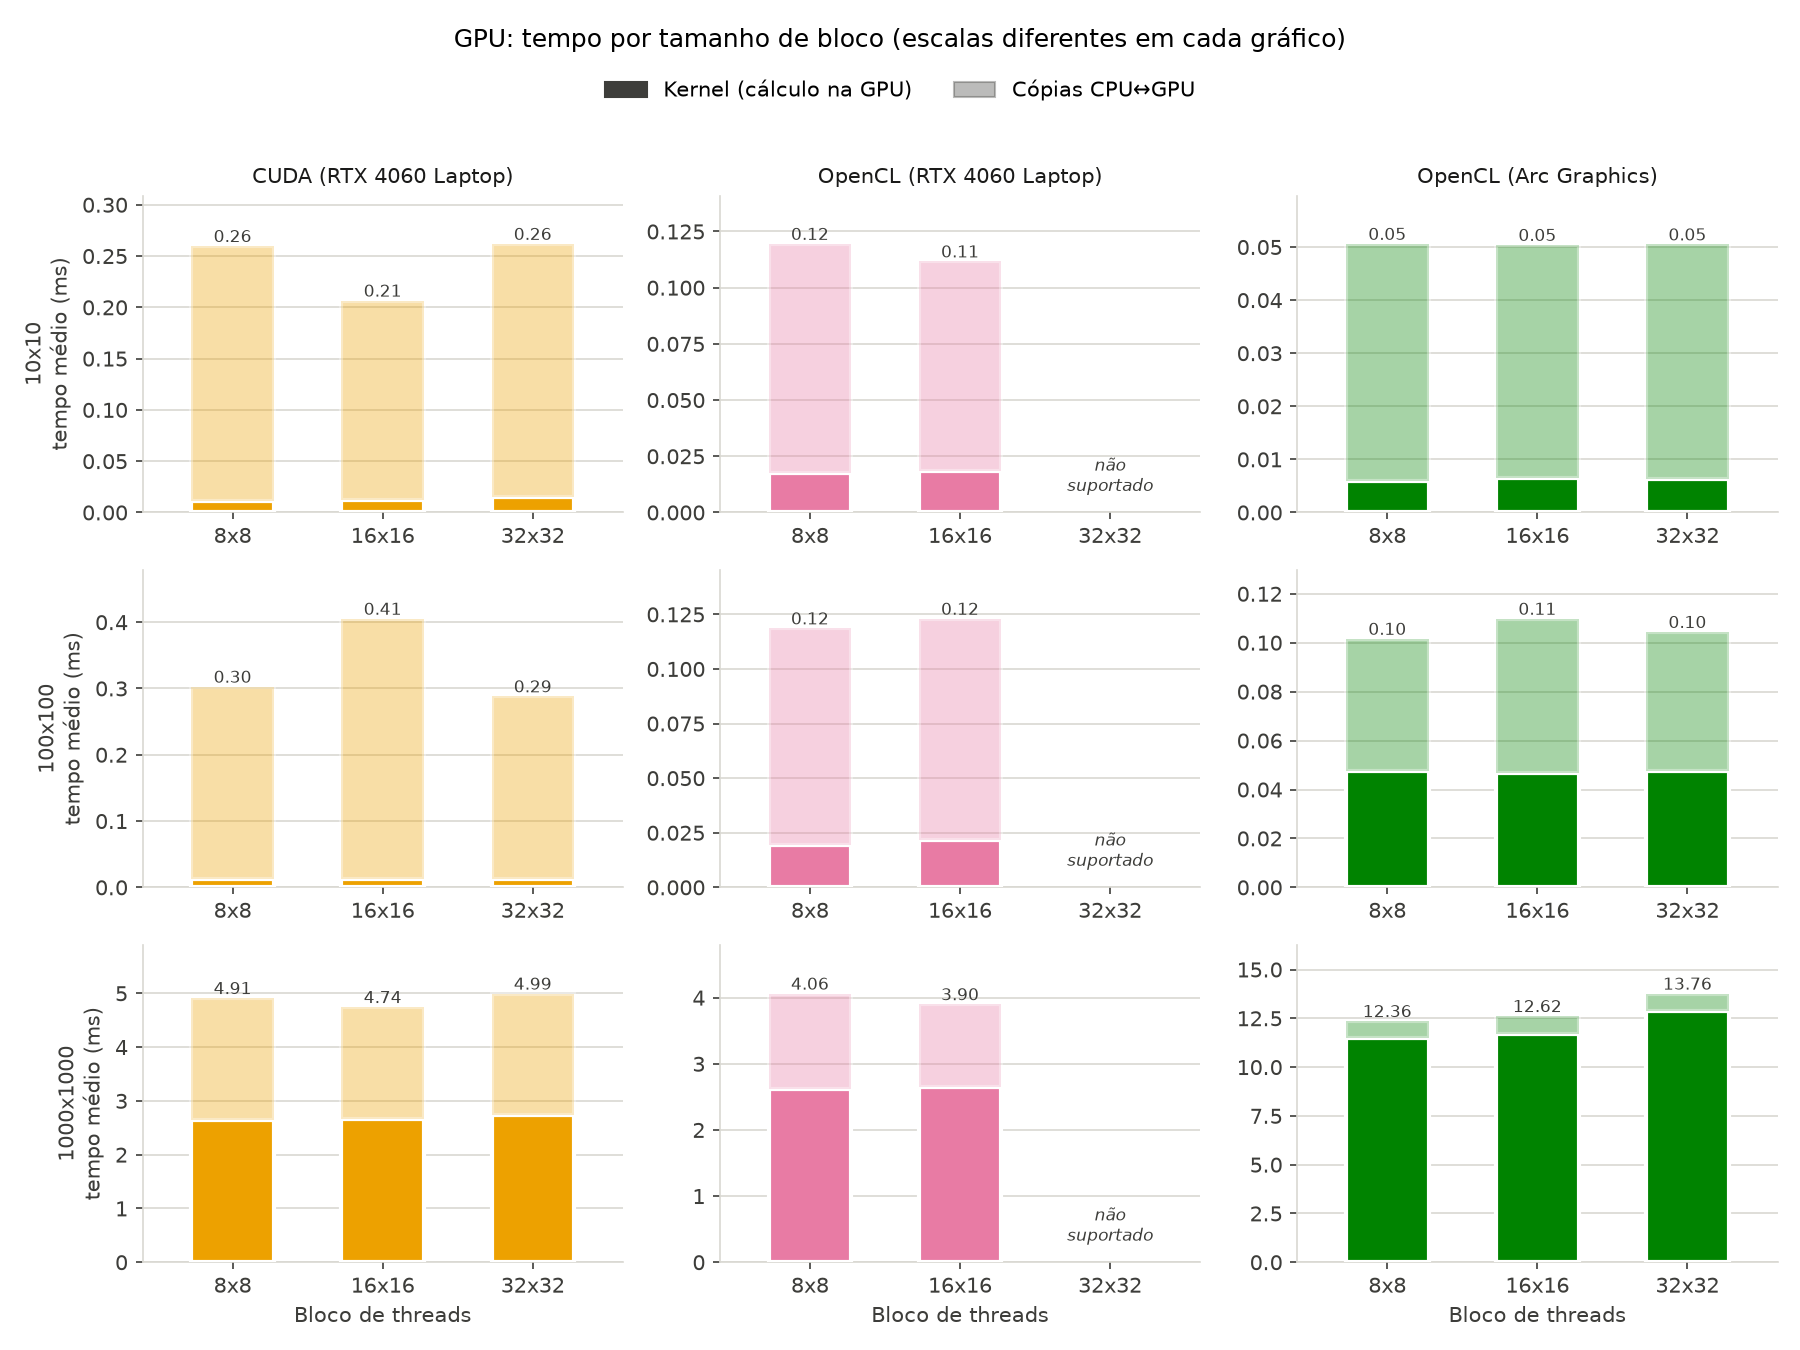 GPU: tempo por tamanho de bloco (escalas diferentes em cada gráfico)
Kernel (cálculo na GPU)
Cópias CPU↔GPU
CUDA (RTX 4060 Laptop)
10x10
tempo médio (ms)
0.30
0.25
0.20
0.15
0.10
0.05
0.00
0.26
0.21
0.26
8x8
16x16
32x32
OpenCL (RTX 4060 Laptop)
0.125
0.100
0.075
0.050
0.025
0.000
0.12
0.11
não
suportado
8x8
16x16
32x32
OpenCL (Arc Graphics)
0.05
0.04
0.03
0.02
0.01
0.00
0.05
0.05
0.05
8x8
16x16
32x32
100x100
tempo médio (ms)
0.4
0.3
0.2
0.1
0.0
0.30
0.41
0.29
8x8
16x16
32x32
0.125
0.100
0.075
0.050
0.025
0.000
0.12
0.12
não
suportado
8x8
16x16
32x32
0.12
0.10
0.08
0.06
0.04
0.02
0.00
0.10
0.11
0.10
8x8
16x16
32x32
1000x1000
tempo médio (ms)
5
4
3
2
1
0
4.91
4.74
4.99
8x8
16x16
32x32
Bloco de threads
4
3
2
1
0
4.06
3.90
não
suportado
8x8
16x16
32x32
Bloco de threads
15.0
12.5
10.0
7.5
5.0
2.5
0.0
12.36
12.62
13.76
8x8
16x16
32x32
Bloco de threads